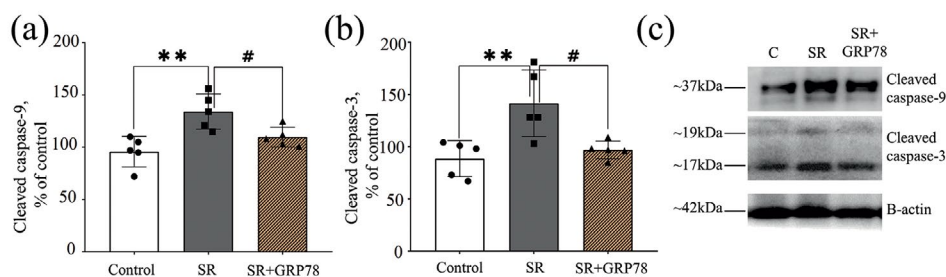 (a)
Cleaved caspase-9,
% of control
200
150
100
50
0
**
#
Control
SR
SR+GRP78
(b)
Cleaved caspase-3,
% of control
200
150
100
50
0
**
#
Control
SR
SR+GRP78
(c)
C
SR
SR+
GRP78
~37kDa
Cleaved
caspase-9
~19kDa
Cleaved
caspase-3
~17kDa
~42kDa
B-actin